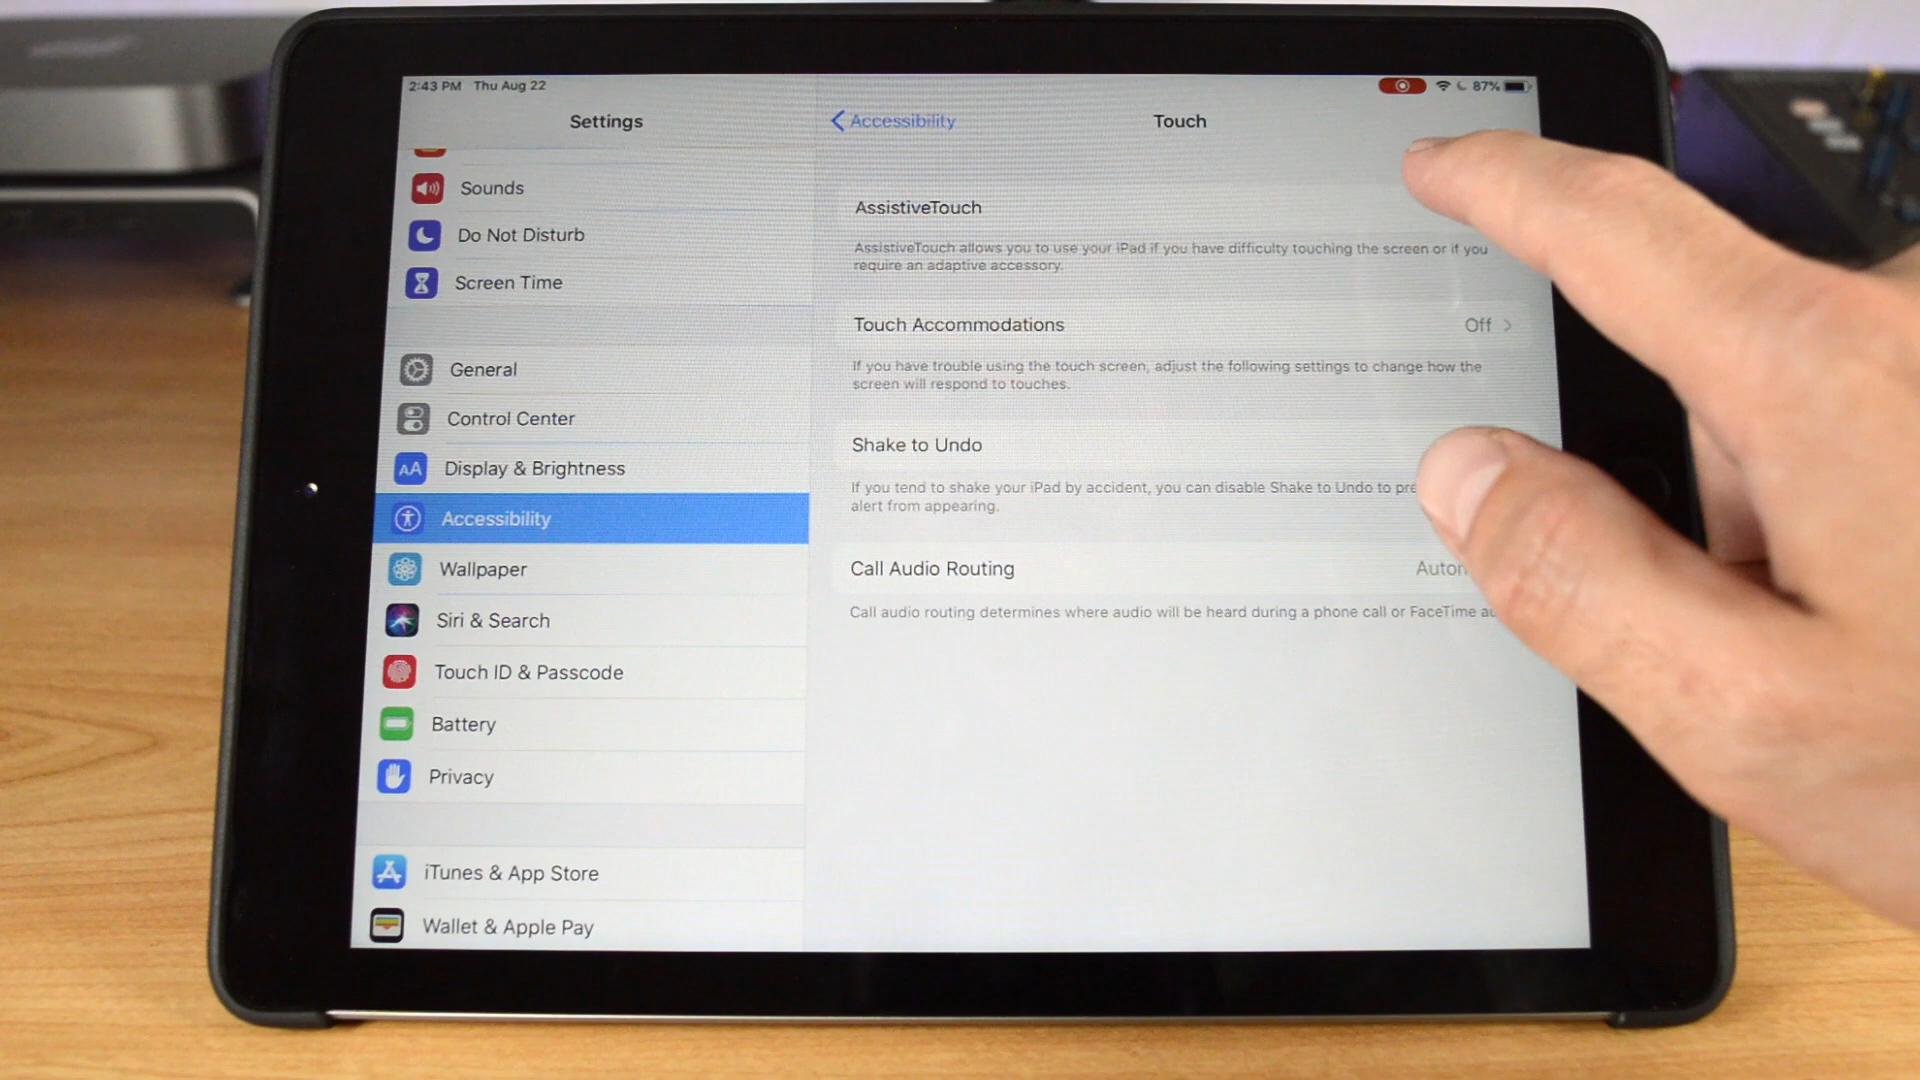 2:43 PM Thu Aug 22
87%
Settings
Sounds
Do Not Disturb
Screen Time
General
Control Center
AA Display & Brightness
Accessibility
Wallpaper
Siri & Search
Touch ID & Passcode
Battery
Privacy
iTunes & App Store
Wallet & Apple Pay
Accessibility
Touch
AssistiveTouch
AssistiveTouch allows you to use your iPad if you have difficulty touching the screen or if you
require an adaptive accessory.
Touch Accommodations Off
If you have trouble using the touch screen, adjust the following settings to change how the
screen will respond to touches.
Shake to Undo
If you tend to shake your iPad by accident, you can disable Shake to Undo to
alert from appearing.
Call Audio Routing
Call audio routing determines where audio will be heard during a phone call or FaceTime